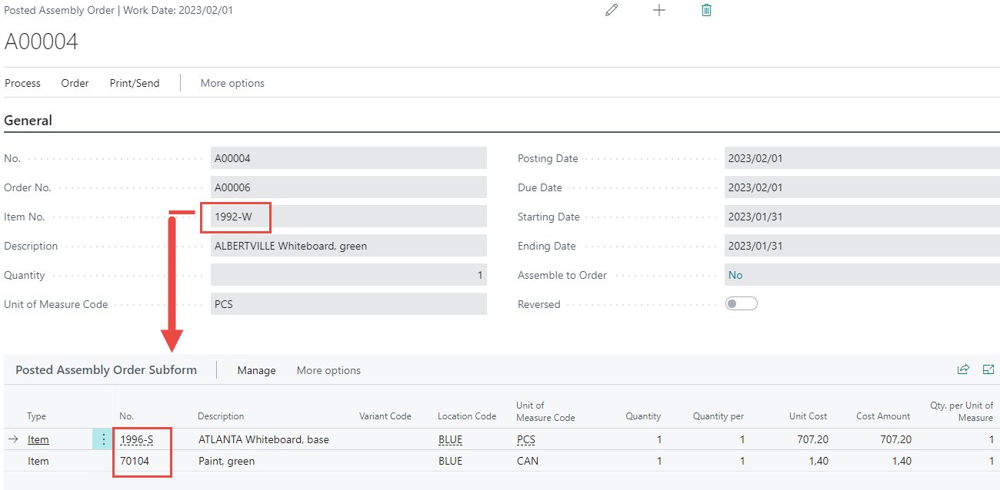 Posted Assembly Order | Work Date: 2023/02/01
A00004
Process Order Print/Send More options
General
No. A00004 Posting Date 2023/02/01
Order No. A00006 Due Date 2023/02/01
Item No. 1992-W Starting Date 2023/01/31
Description ALBERTVILLE Whiteboard, green Ending Date 2023/01/31
Quantity 1 Assemble to Order No
Unit of Measure Code PCS Reversed
Posted Assembly Order Subform Manage More options
Type No. Description Variant Code Location Code Unit of Measure Code Quantity Quantity per Unit Cost Cost Amount Qty. per Unit of Measure
Item 1996-S ATLANTA Whiteboard, base BLUE PCS 1 1 707,20 707,20 1
Item 70104 Paint, green BLUE CAN 1 1 1,40 1,40 1